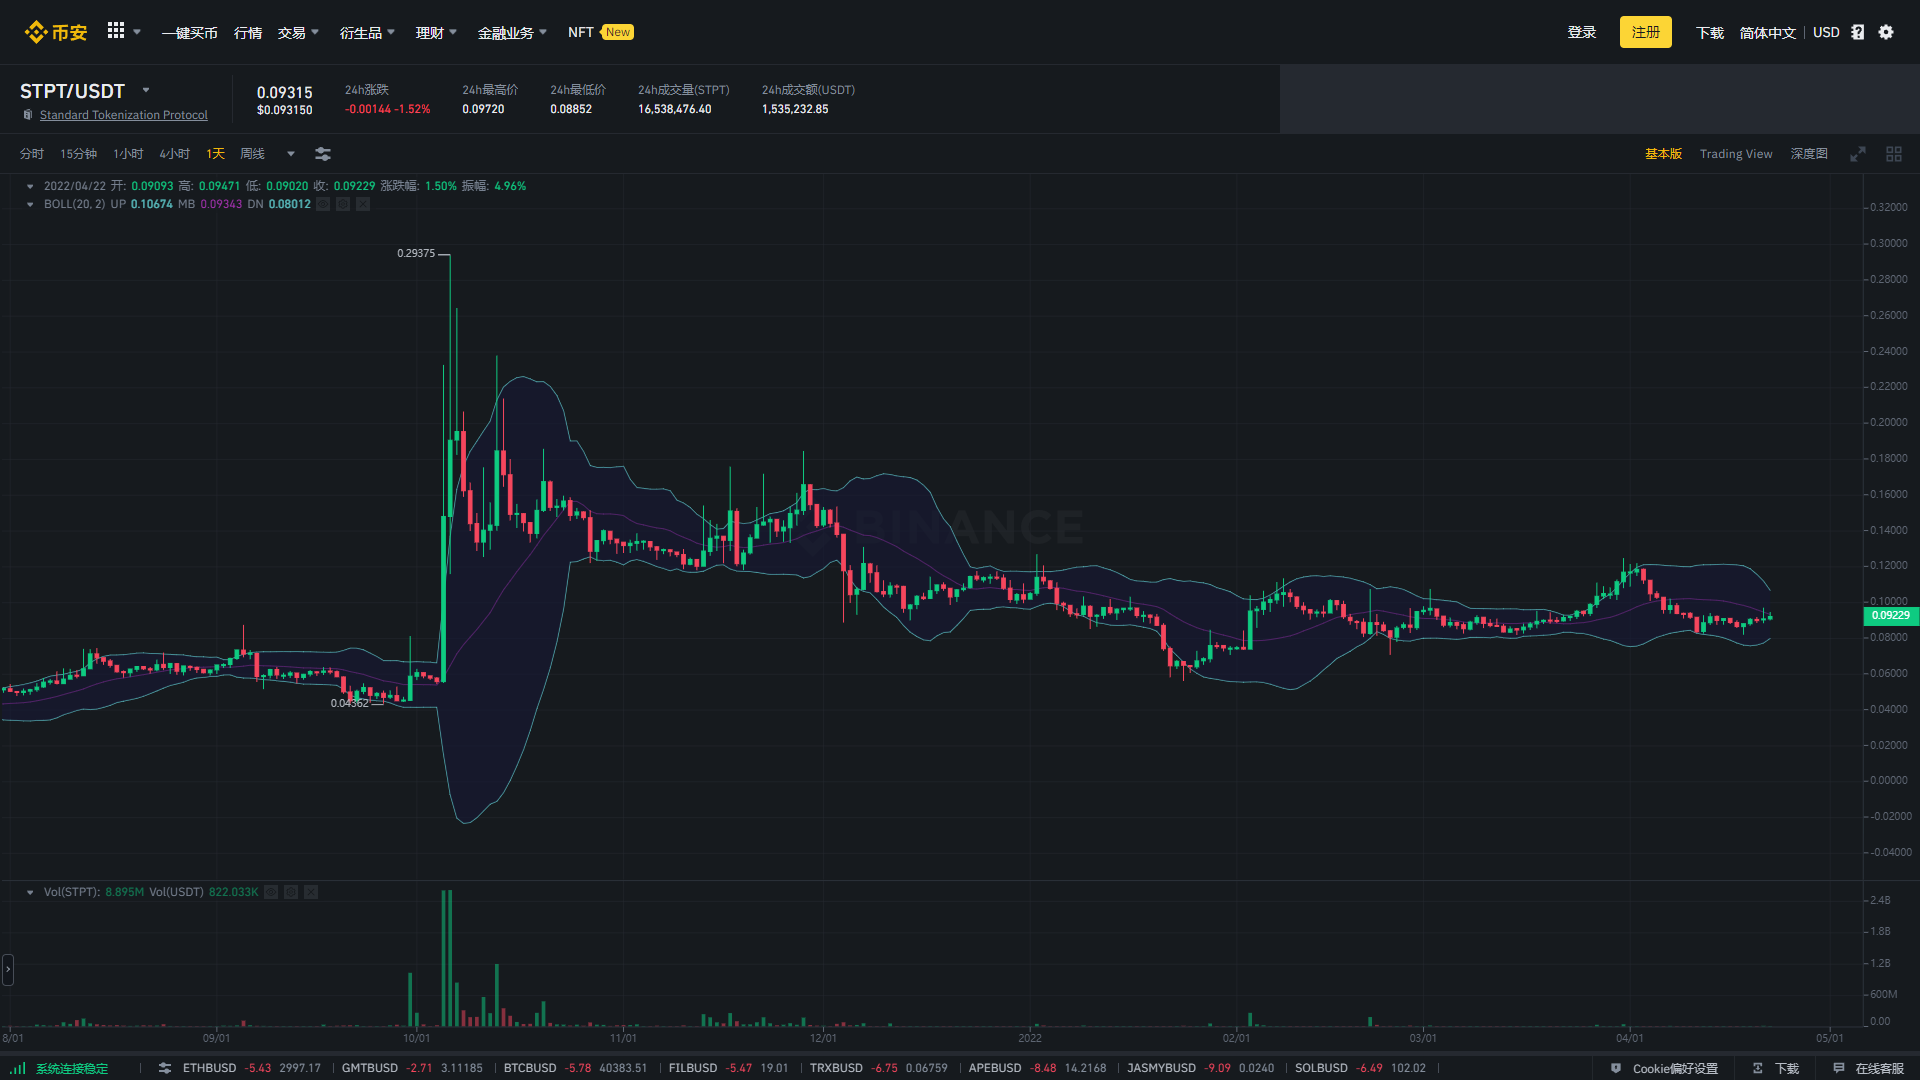 币安 一键买币 行情 交易 衍生品 理财 金融业务 NFT New 登录 注册 下载 简体中文 USD
STPT/USDT
Standard Tokenization Protocol
0.09315
$0.093150
24h涨跌
-0.00144 -1.52%
24h最高价
0.09720
24h最低价
0.08852
24h成交量(STPT)
16,538,476.40
24h成交额(USDT)
1,535,232.85
分时 15分钟 1小时 4小时 1天 周线 基本版 Trading View 深度图
2022/04/22 开: 0.09093 高: 0.09471 低: 0.09020 收: 0.09229 涨跌幅: 1.50% 振幅: 4.96%
BOLL(20, 2) UP 0.10674 MB 0.09343 DN 0.08012
0.29375
0.04362
BINANCE
0.32000
0.30000
0.28000
0.26000
0.24000
0.22000
0.20000
0.18000
0.16000
0.14000
0.12000
0.10000
0.09229
0.08000
0.06000
0.04000
0.02000
0.00000
-0.02000
-0.04000
Vol(STPT): 8.895M Vol(USDT) 822.033K
2.4B
1.8B
1.2B
600M
0.00
8/01 09/01 10/01 11/01 12/01 2022 02/01 03/01 04/01 05/01
系统连接稳定 ETHBUSD -5.43 2997.17 GMTBUSD -2.71 3.11185 BTCBUSD -5.78 40383.51 FILBUSD -5.47 19.01 TRXBUSD -6.75 0.06759 APEBUSD -8.48 14.2168 JASMYBUSD -9.09 0.0240 SOLBUSD -6.49 102.02 Cookie偏好设置 下载 在线客服